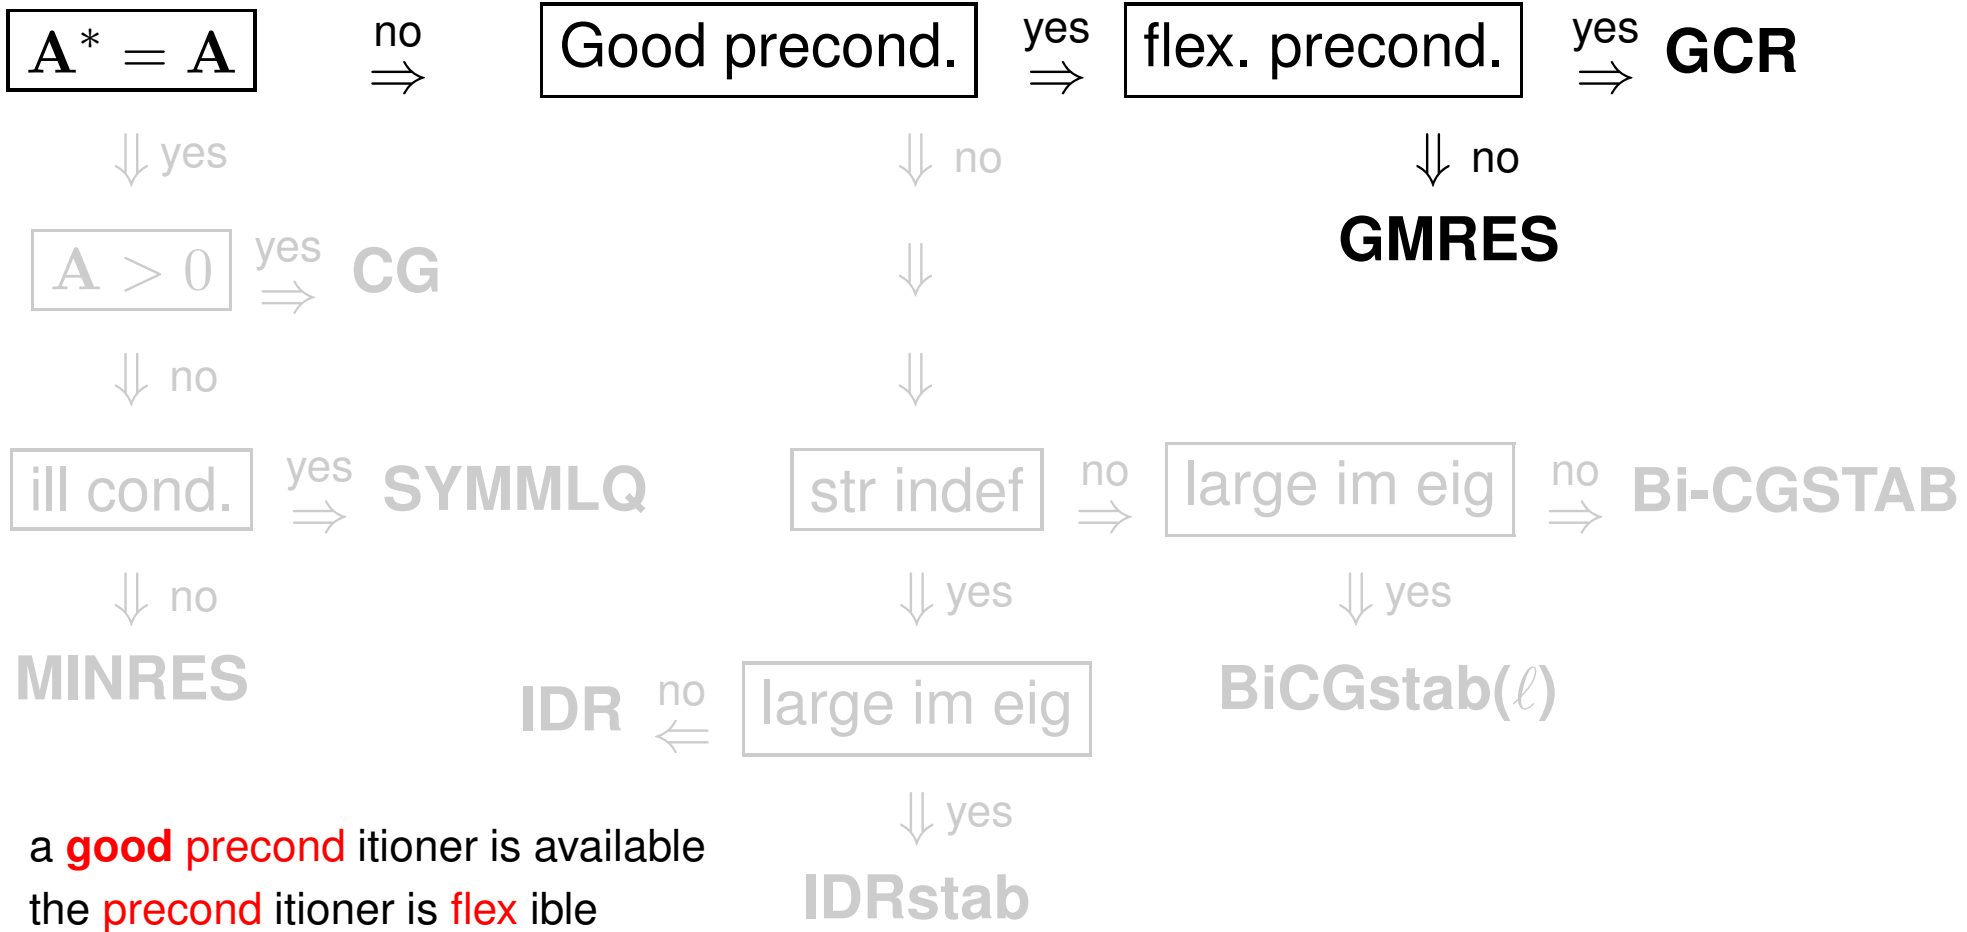 A* = A no ⇒ Good precond. yes ⇒ flex. precond. yes ⇒ GCR
⇓ yes ⇓ no ⇓ no
GMRES
A > 0 yes ⇒ CG ⇓
⇓ no ⇓
ill cond. yes ⇒ SYMMLQ str indef no ⇒ large im eig no ⇒ Bi-CGSTAB
⇓ no ⇓ yes ⇓ yes
MINRES IDR no ⇐ large im eig BiCGstab(ℓ)
⇓ yes
IDRstab
a good precond itioner is available
the precond itioner is flex ible